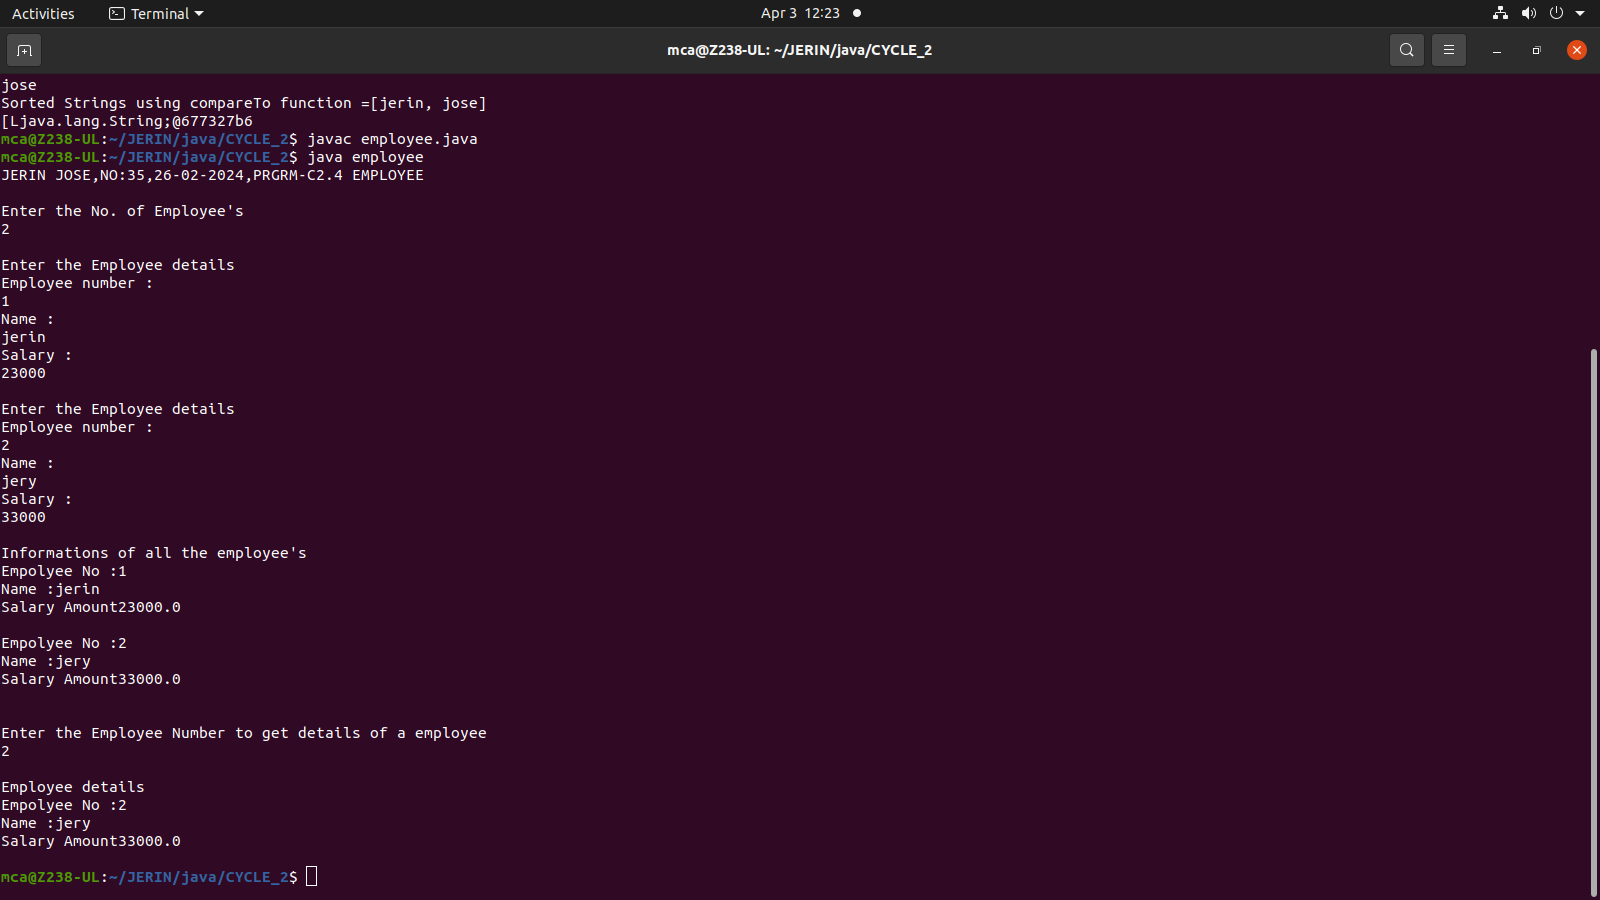 Activities Terminal Apr 3 12:23
mca@Z238-UL: ~/JERIN/java/CYCLE_2
jose
Sorted Strings using compareTo function =[jerin, jose]
[Ljava.lang.String;@677327b6
mca@Z238-UL:~/JERIN/java/CYCLE_2$ javac employee.java
mca@Z238-UL:~/JERIN/java/CYCLE_2$ java employee
JERIN JOSE,NO:35,26-02-2024,PRGRM-C2.4 EMPLOYEE
Enter the No. of Employee's
2
Enter the Employee details
Employee number :
1
Name :
jerin
Salary :
23000
Enter the Employee details
Employee number :
2
Name :
jery
Salary :
33000
Informations of all the employee's
Empolyee No :1
Name :jerin
Salary Amount23000.0
Empolyee No :2
Name :jery
Salary Amount33000.0
Enter the Employee Number to get details of a employee
2
Employee details
Empolyee No :2
Name :jery
Salary Amount33000.0
mca@Z238-UL:~/JERIN/java/CYCLE_2$